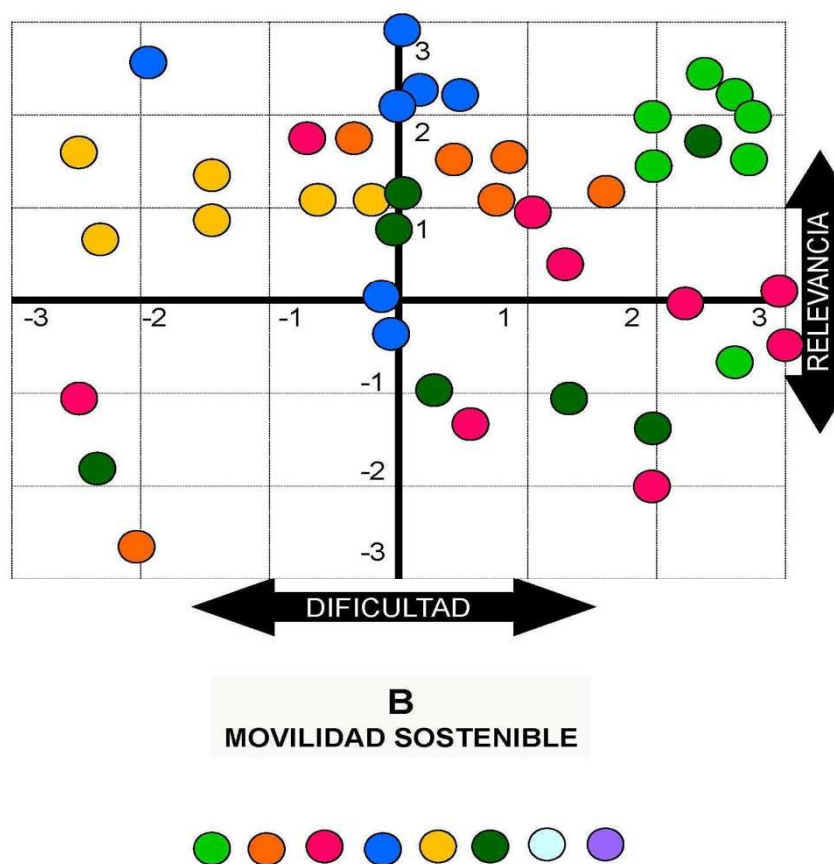 3
2
1
-3 -2 -1 1 2 3
-1
-2
-3
RELEVANCIA
DIFICULTAD
B
MOVILIDAD SOSTENIBLE